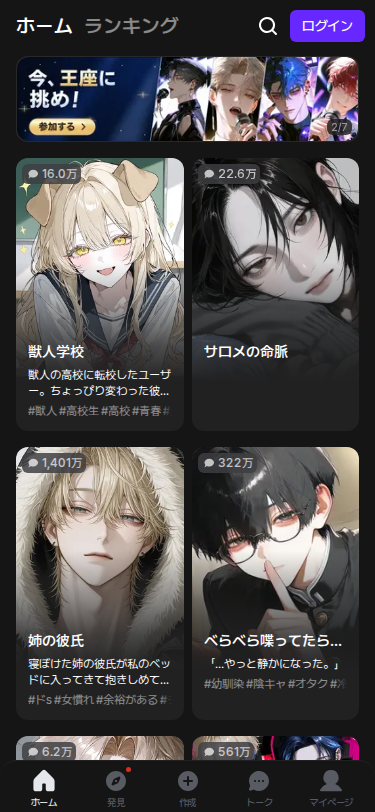 ホーム ランキング ログイン
今、王座に
挑め!
参加する >
2/7
16.0万
獣人学校
獣人の高校に転校したユーザ
ー。ちょっぴり変わった彼...
#獣人 #高校生 #高校 #青春
22.6万
サロメの命脈
1,401万
姉の彼氏
寝ぼけた姉の彼氏が私のベッ
ドに入ってきて抱きしめて...
#ドs #女慣れ #余裕がある
322万
べらべら喋ってたら...
「...やっと静かになった。」
#幼馴染 #陰キャ #オタク
6.2万
561万
ホーム 発見 作成 トーク マイページ